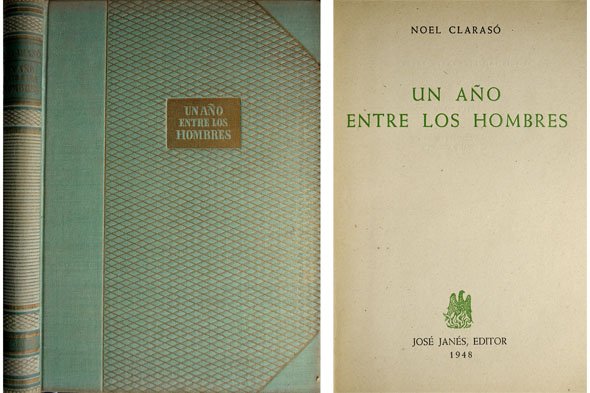 UN AÑO
ENTRE LOS
HOMBRES
NOEL CLARASÓ
UN AÑO
ENTRE LOS HOMBRES
JOSÉ JANÉS, EDITOR
1948